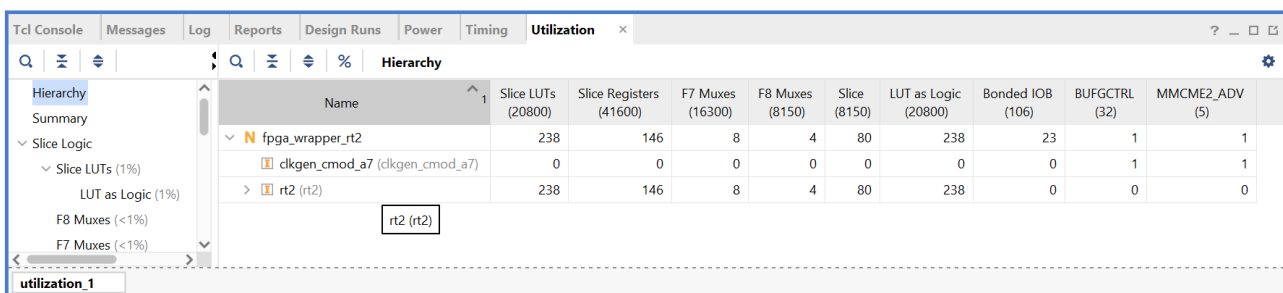 Tcl Console Messages Log Reports Design Runs Power Timing Utilization × ?
% Hierarchy
Hierarchy
Summary
Slice Logic
Slice LUTs (1%)
LUT as Logic (1%)
F8 Muxes (<1%)
F7 Muxes (<1%)
Name 1 Slice LUTs (20800) Slice Registers (41600) F7 Muxes (16300) F8 Muxes (8150) Slice (8150) LUT as Logic (20800) Bonded IOB (106) BUFGCTRL (32) MMCME2_ADV (5)
N fpga_wrapper_rt2 238 146 8 4 80 238 23 1 1
I clkgen_cmod_a7 (clkgen_cmod_a7) 0 0 0 0 0 0 0 1 1
I rt2 (rt2) 238 146 8 4 80 238 0 0 0
rt2 (rt2)
utilization_1